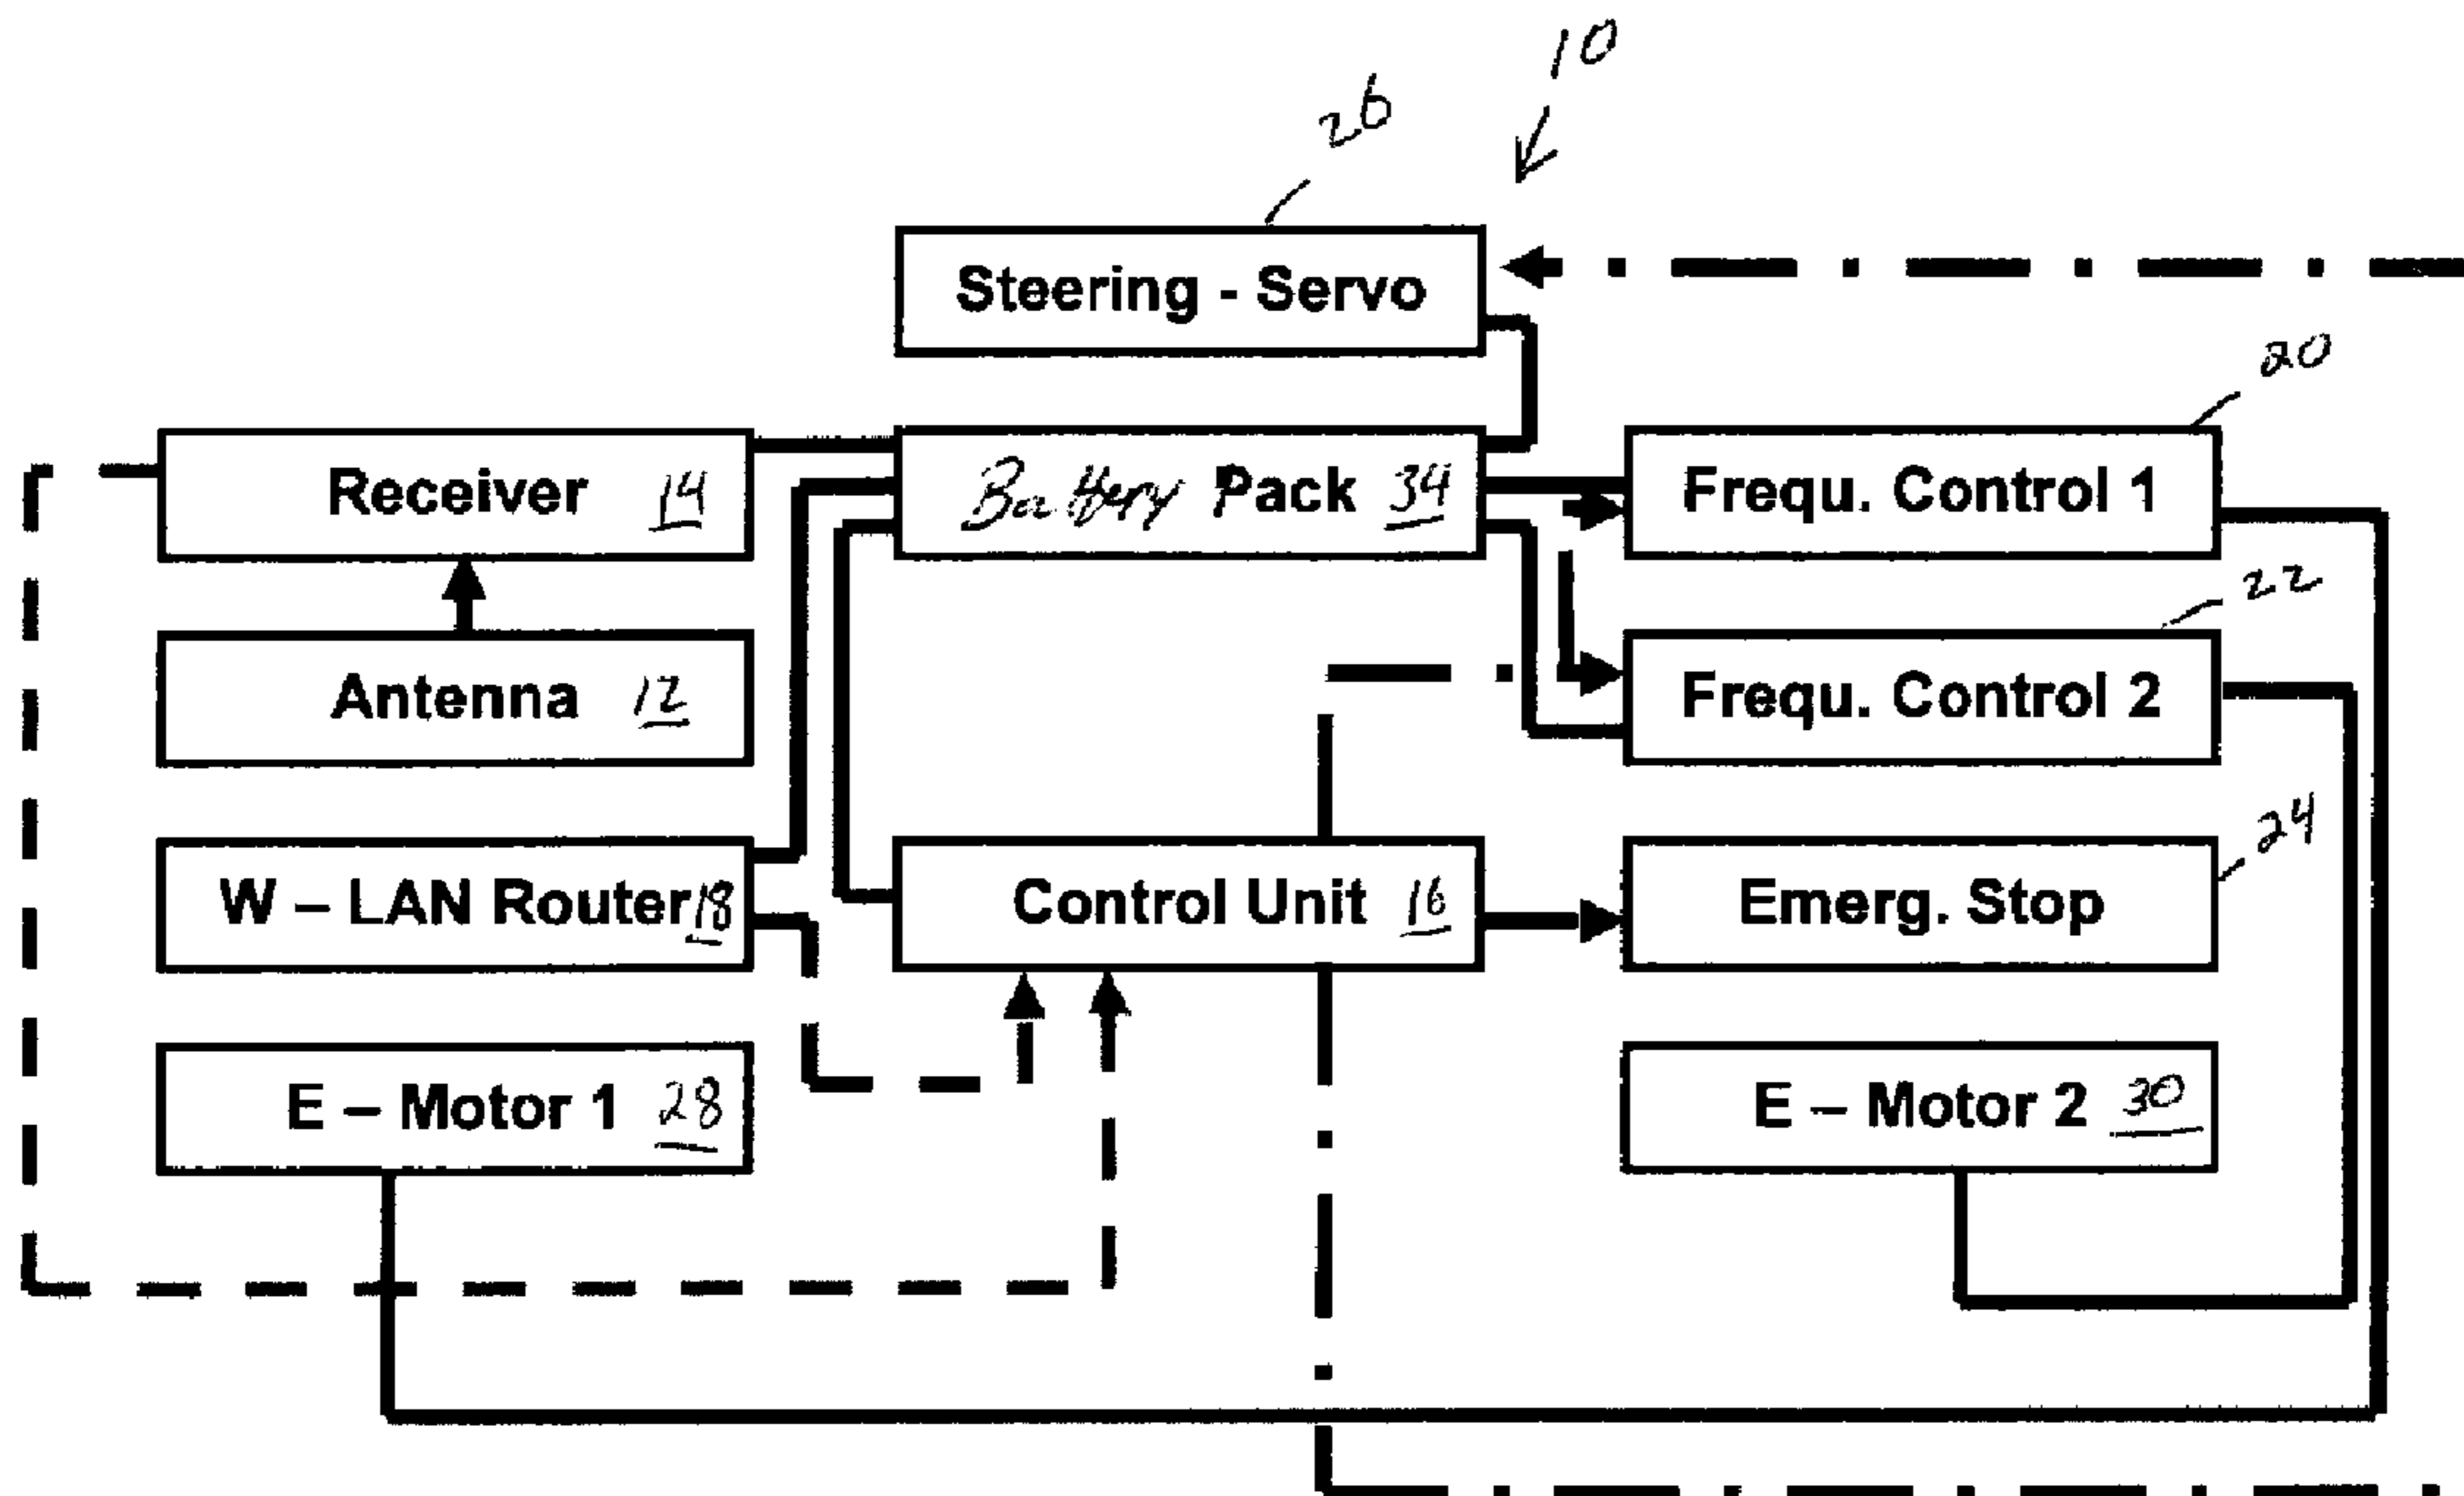 10
26
Steering - Servo
20
Receiver 14
Battery Pack 34
Frequ. Control 1
22
Antenna 12
Frequ. Control 2
24
W – LAN Router 18
Control Unit 16
Emerg. Stop
E – Motor 1 28
E – Motor 2 30